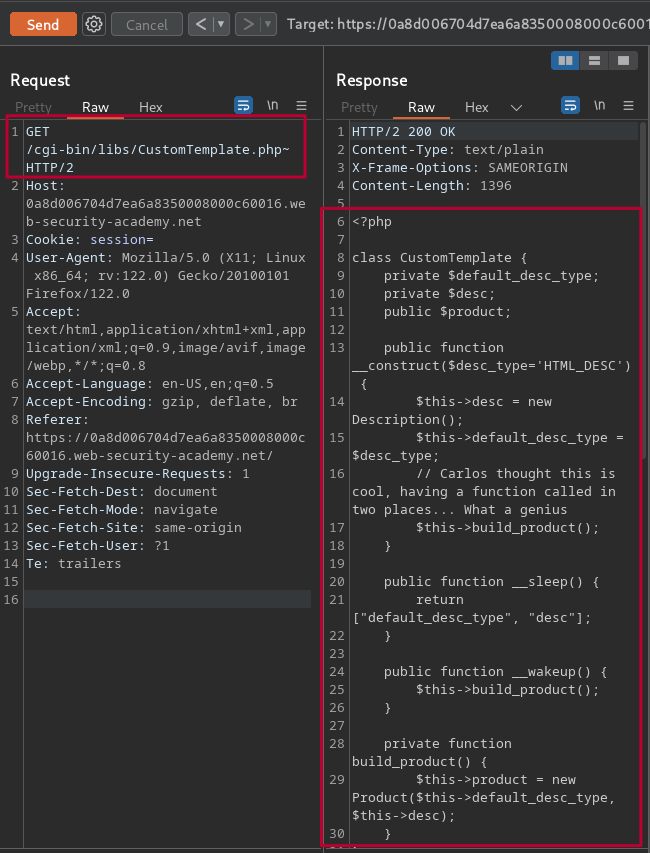 Send Cancel < > Target: https://0a8d006704d7ea6a8350008000c6001
Request
Pretty Raw Hex \n
1 GET
/cgi-bin/libs/CustomTemplate.php~
HTTP/2
2 Host:
0a8d006704d7ea6a8350008000c60016.we
b-security-academy.net
3 Cookie: session=
4 User-Agent: Mozilla/5.0 (X11; Linux
x86_64; rv:122.0) Gecko/20100101
Firefox/122.0
5 Accept:
text/html,application/xhtml+xml,app
lication/xml;q=0.9,image/avif,image
/webp,*/*;q=0.8
6 Accept-Language: en-US,en;q=0.5
7 Accept-Encoding: gzip, deflate, br
8 Referer:
https://0a8d006704d7ea6a8350008000c
60016.web-security-academy.net/
9 Upgrade-Insecure-Requests: 1
10 Sec-Fetch-Dest: document
11 Sec-Fetch-Mode: navigate
12 Sec-Fetch-Site: same-origin
13 Sec-Fetch-User: ?1
14 Te: trailers
15
16
Response
Pretty Raw Hex \n
1 HTTP/2 200 OK
2 Content-Type: text/plain
3 X-Frame-Options: SAMEORIGIN
4 Content-Length: 1396
5
6 <?php
7
8 class CustomTemplate {
9 private $default_desc_type;
10 private $desc;
11 public $product;
12
13 public function
__construct($desc_type='HTML_DESC')
{
14 $this->desc = new
Description();
15 $this->default_desc_type =
$desc_type;
16 // Carlos thought this is
cool, having a function called in
two places... What a genius
17 $this->build_product();
18 }
19
20 public function __sleep() {
21 return
["default_desc_type", "desc"];
22 }
23
24 public function __wakeup() {
25 $this->build_product();
26 }
27
28 private function
build_product() {
29 $this->product = new
Product($this->default_desc_type,
$this->desc);
30 }